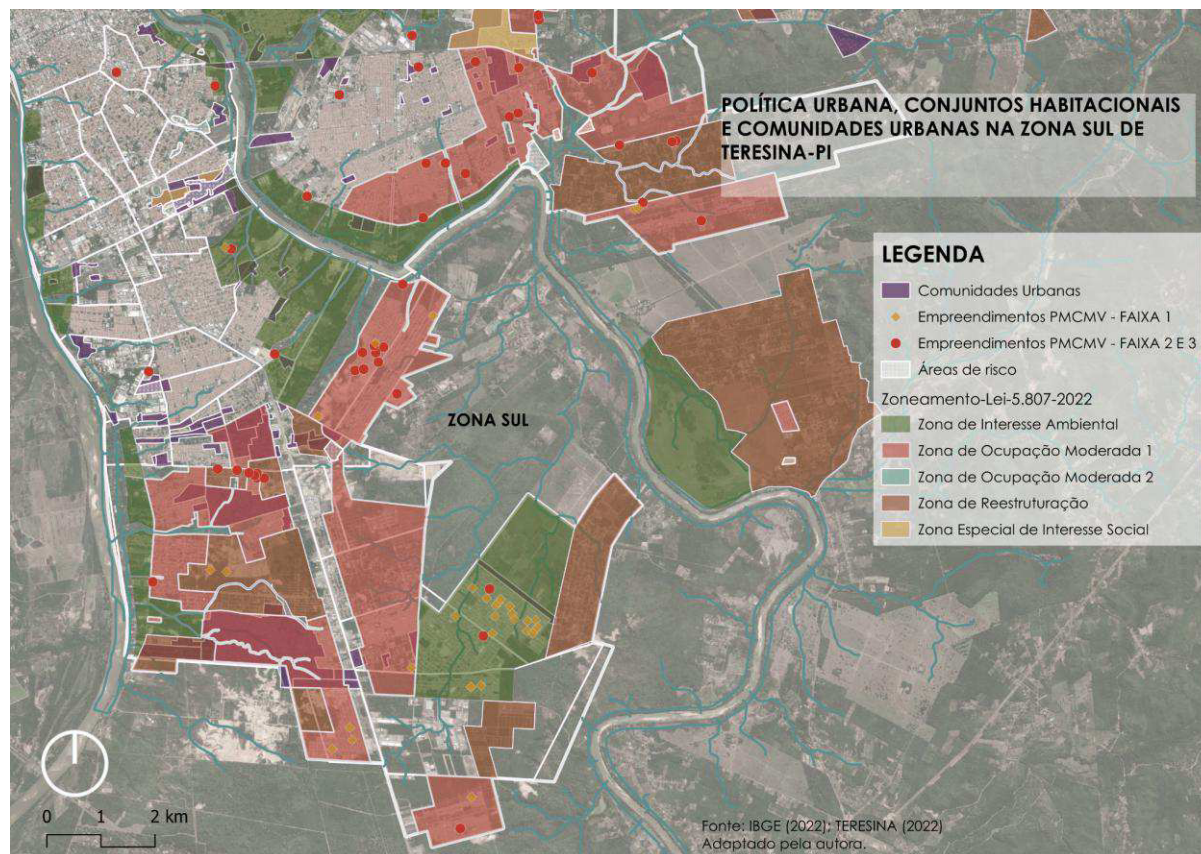 POLÍTICA URBANA, CONJUNTOS HABITACIONAIS
E COMUNIDADES URBANAS NA ZONA SUL DE
TERESINA-PI
LEGENDA
Comunidades Urbanas
Empreendimentos PMCMV - FAIXA 1
Empreendimentos PMCMV - FAIXA 2 E 3
Áreas de risco
Zoneamento-Lei-5.807-2022
Zona de Interesse Ambiental
Zona de Ocupação Moderada 1
Zona de Ocupação Moderada 2
Zona de Reestruturação
Zona Especial de Interesse Social
ZONA SUL
0 1 2 km
Fonte: IBGE (2022); TERESINA (2022)
Adaptado pela autora.